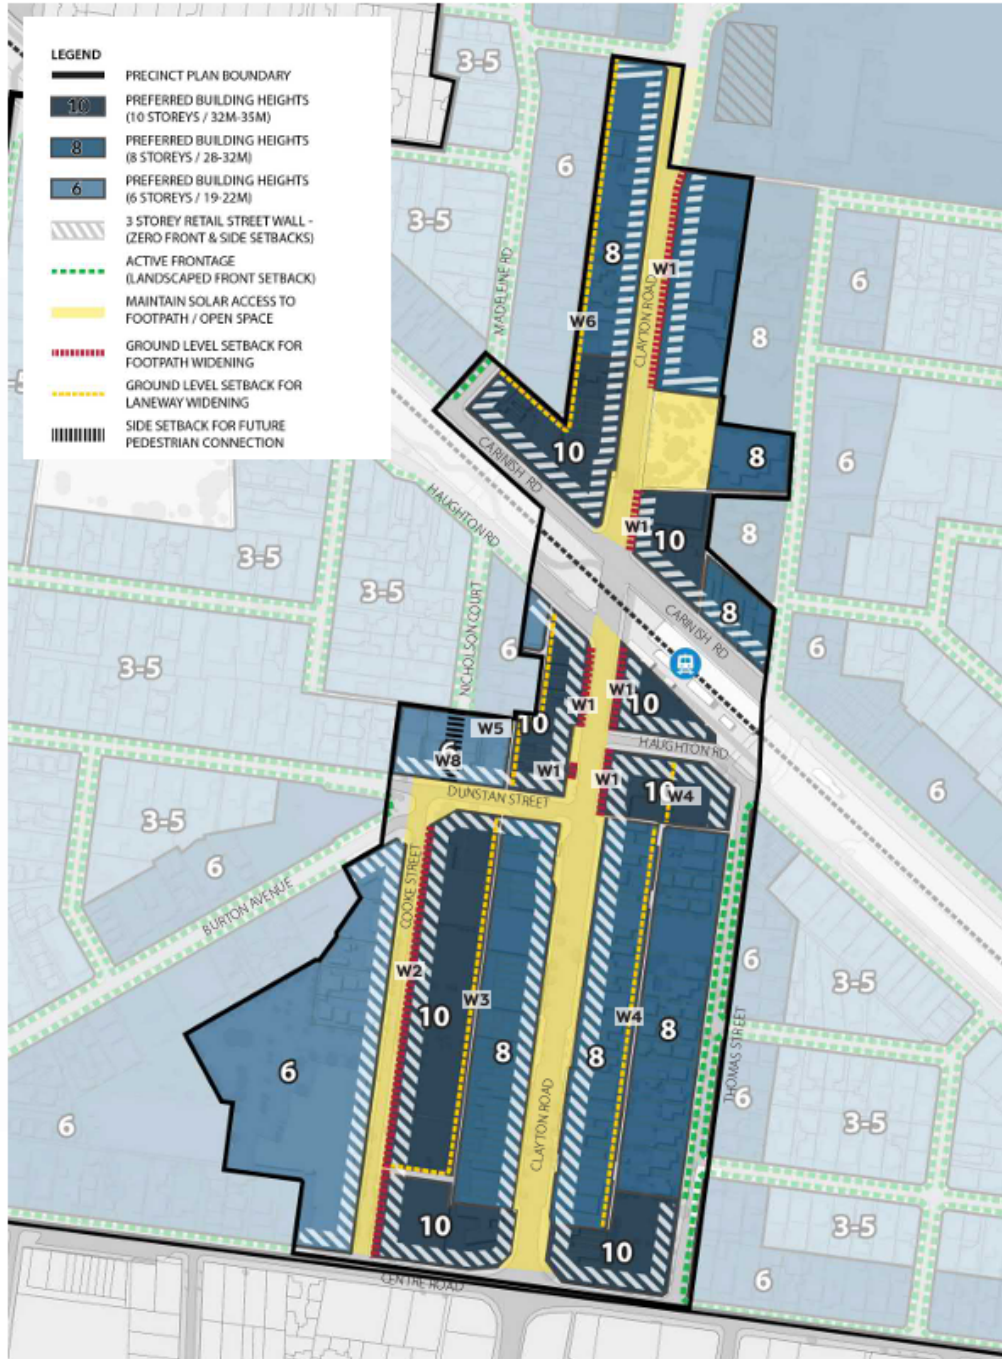 LEGEND
PRECINCT PLAN BOUNDARY
10
PREFERRED BUILDING HEIGHTS
(10 STOREYS / 32M-35M)
8
PREFERRED BUILDING HEIGHTS
(8 STOREYS / 28-32M)
6
PREFERRED BUILDING HEIGHTS
(6 STOREYS / 19-22M)
3 STOREY RETAIL STREET WALL -
(ZERO FRONT & SIDE SETBACKS)
ACTIVE FRONTAGE
(LANDSCAPED FRONT SETBACK)
MAINTAIN SOLAR ACCESS TO
FOOTPATH / OPEN SPACE
GROUND LEVEL SETBACK FOR
FOOTPATH WIDENING
GROUND LEVEL SETBACK FOR
LANEWAY WIDENING
SIDE SETBACK FOR FUTURE
PEDESTRIAN CONNECTION
3-5
6
3-5
MADELEINE RD
8
W1
CLAYTON ROAD
6
W6
8
10
8
6
CARINISH RD
HAUGHTON RD
W1
10
8
3-5
3-5
NICHOLSON COURT
8
CARINISH RD
6
6
3-5
W1
W1
10
10
W5
6
W8
HAUGHTON RD
W1
W1
10
W4
DUNSTAN STREET
6
3-5
6
BURTON AVENUE
COOKE STREET
W2
10
W3
8
8
W4
8
6
3-5
THOMAS STREET
6
6
6
CLAYTON ROAD
3-5
10
10
3-5
6
CENTRE ROAD